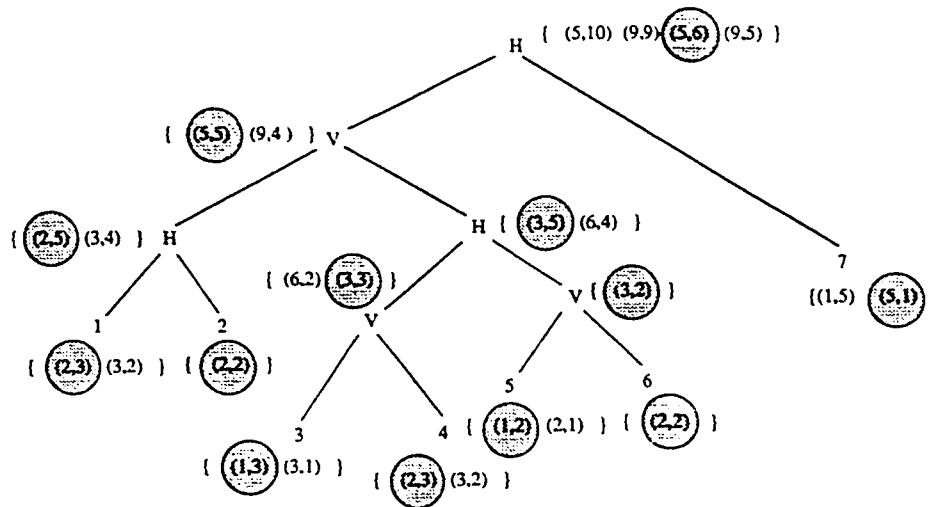 H { (5,10) (9,9) (5,6) (9,5) }
{ (5,5) (9,4) } V
{ (2,5) (3,4) } H
H { (3,5) (6,4) }
7
{(1,5) (5,1)
{ (6,2) (3,3) }
V
V { (3,2) }
1
2
{ (2,3) (3,2) }
{ (2,2) }
5
6
{ (1,2) (2,1) }
{ (2,2) }
3
4
{ (1,3) (3,1) }
{ (2,3) (3,2) }